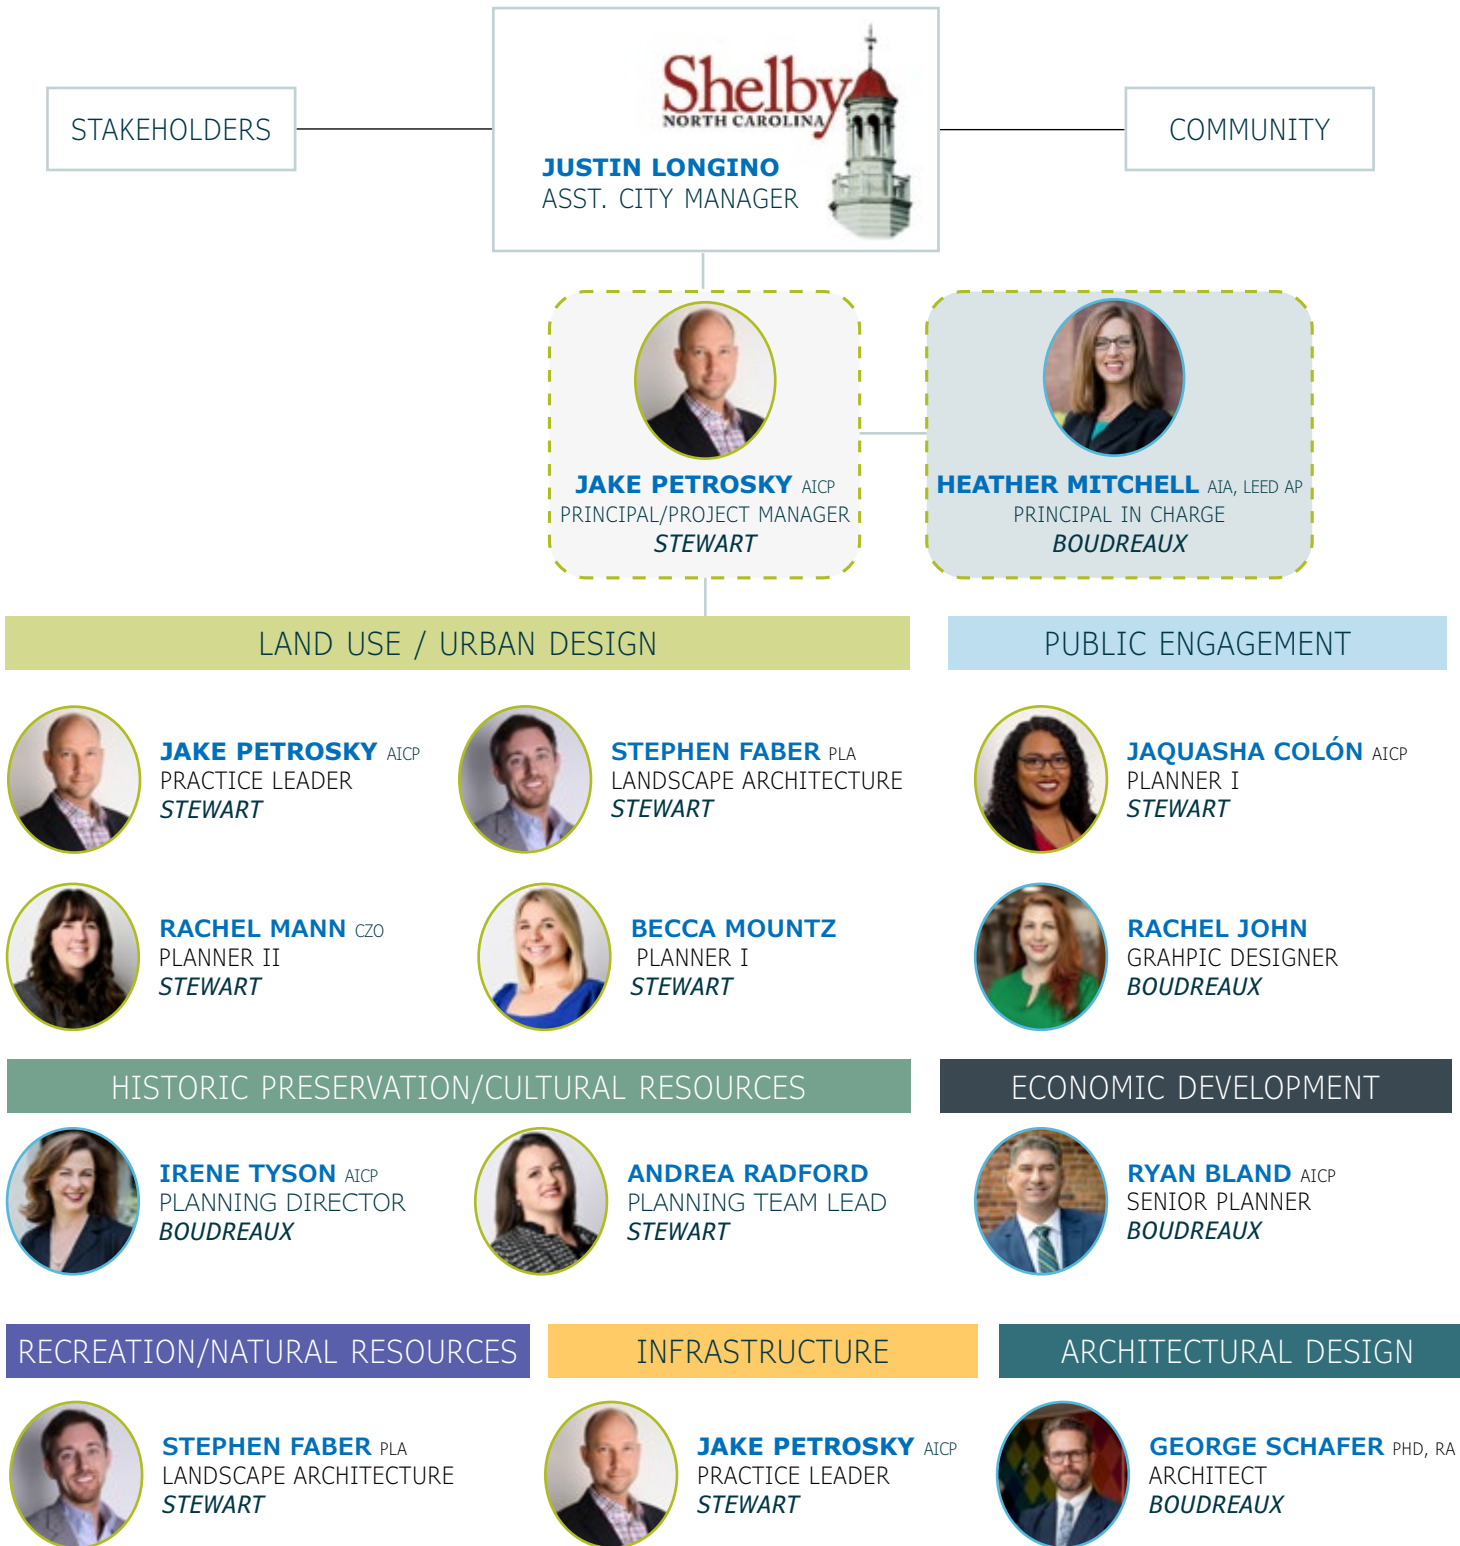 Shelby
NORTH CAROLINA
STAKEHOLDERS
COMMUNITY
JUSTIN LONGINO
ASST. CITY MANAGER
JAKE PETROSKY AICP
PRINCIPAL/PROJECT MANAGER
STEWART
HEATHER MITCHELL AIA, LEED AP
PRINCIPAL IN CHARGE
BOUDREAUX
LAND USE / URBAN DESIGN
JAKE PETROSKY AICP
PRACTICE LEADER
STEWART
STEPHEN FABER PLA
LANDSCAPE ARCHITECTURE
STEWART
RACHEL MANN CZO
PLANNER II
STEWART
BECCA MOUNTZ
PLANNER I
STEWART
PUBLIC ENGAGEMENT
JAQUASHA COLÓN AICP
PLANNER I
STEWART
RACHEL JOHN
GRAHPIC DESIGNER
BOUDREAUX
HISTORIC PRESERVATION/CULTURAL RESOURCES
IRENE TYSON AICP
PLANNING DIRECTOR
BOUDREAUX
ANDREA RADFORD
PLANNING TEAM LEAD
STEWART
ECONOMIC DEVELOPMENT
RYAN BLAND AICP
SENIOR PLANNER
BOUDREAUX
RECREATION/NATURAL RESOURCES
STEPHEN FABER PLA
LANDSCAPE ARCHITECTURE
STEWART
INFRASTRUCTURE
JAKE PETROSKY AICP
PRACTICE LEADER
STEWART
ARCHITECTURAL DESIGN
GEORGE SCHAFER PHD, RA
ARCHITECT
BOUDREAUX